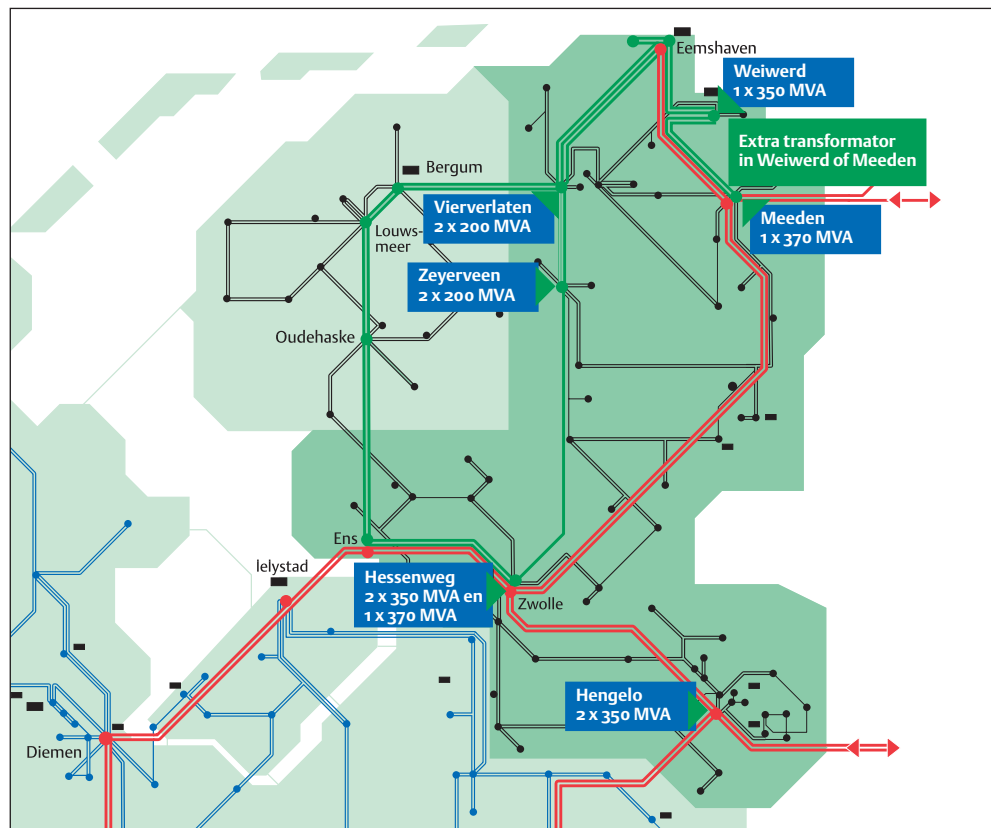 Eemshaven
Weiwerd
1 x 350 MVA
Extra transformator
in Weiwerd of Meeden
Bergum
Vierverlaten
2 x 200 MVA
Meeden
1 x 370 MVA
Louws-
meer
Zeyerveen
2 x 200 MVA
Oudehaske
Ens
lelystad
Hessenweg
2 x 350 MVA en
1 x 370 MVA
Zwolle
Hengelo
2 x 350 MVA
Diemen